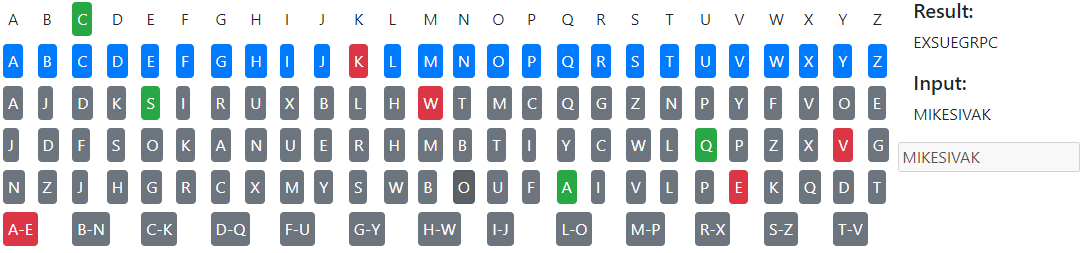 A B C D E F G H I J K L M N O P Q R S T U V W X Y Z
A B C D E F G H I J K L M N O P Q R S T U V W X Y Z
A J D K S I R U X B L H W T M C Q G Z N P Y F V O E
J D F S O K A N U E R H M B T I Y C W L Q P Z X V G
N Z J H G R C X M Y S W B O U F A I V L P E K Q D T
A-E B-N C-K D-Q F-U G-Y H-W I-J L-O M-P R-X S-Z T-V
Result:
EXSUEGRPC
Input:
MIKESIVAK
MIKESIVAK